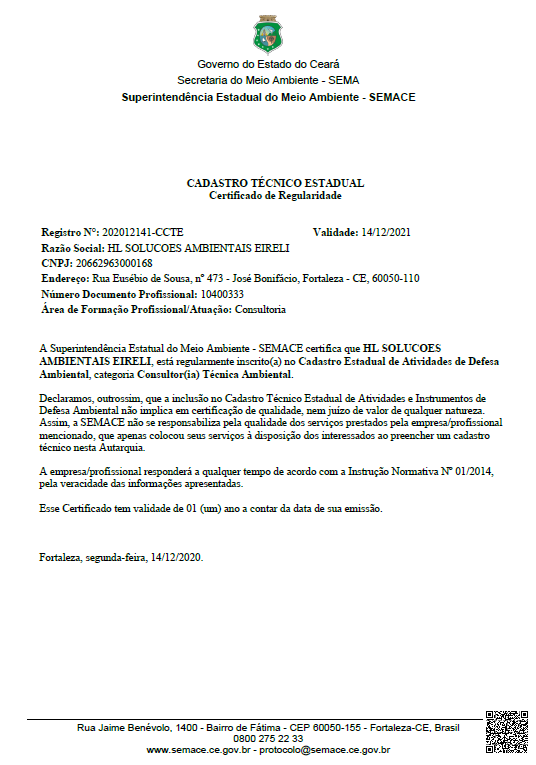 Governo do Estado do Ceará
Secretaria do Meio Ambiente - SEMA
Superintendência Estadual do Meio Ambiente - SEMACE
CADASTRO TÉCNICO ESTADUAL
Certificado de Regularidade
Registro N°: 202012141-CCTE Validade: 14/12/2021
Razão Social: HL SOLUCOES AMBIENTAIS EIRELI
CNPJ: 20662963000168
Endereço: Rua Eusébio de Sousa, nº 473 - José Bonifácio, Fortaleza - CE, 60050-110
Número Documento Profissional: 10400333
Área de Formação Profissional/Atuação: Consultoria
A Superintendência Estatual do Meio Ambiente - SEMACE certifica que HL SOLUCOES
AMBIENTAIS EIRELI, está regularmente inscrito(a) no Cadastro Estadual de Atividades de Defesa
Ambiental, categoria Consultor(ia) Técnica Ambiental.
Declaramos, outrossim, que a inclusão no Cadastro Técnico Estadual de Atividades e Instrumentos de
Defesa Ambiental não implica em certificação de qualidade, nem juízo de valor de qualquer natureza.
Assim, a SEMACE não se responsabiliza pela qualidade dos serviços prestados pela empresa/profissional
mencionado, que apenas colocou seus serviços à disposição dos interessados ao preencher um cadastro
técnico nesta Autarquia.
A empresa/profissional responderá a qualquer tempo de acordo com a Instrução Normativa Nº 01/2014,
pela veracidade das informações apresentadas.
Esse Certificado tem validade de 01 (um) ano a contar da data de sua emissão.
Fortaleza, segunda-feira, 14/12/2020.
Rua Jaime Benévolo, 1400 - Bairro de Fátima - CEP 60050-155 - Fortaleza-CE, Brasil
0800 275 22 33
www.semace.ce.gov.br - protocolo@semace.ce.gov.br